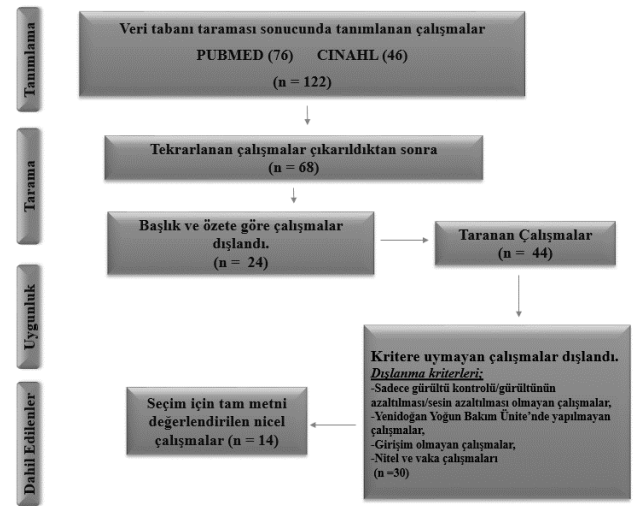 Tanımlama
Veri tabanı taraması sonucunda tanımlanan çalışmalar
PUBMED (76) CINAHL (46)
(n = 122)
Tarama
Tekrarlanan çalışmalar çıkarıldıktan sonra
(n = 68)
Başlık ve özete göre çalışmalar
dışlandı.
(n = 24)
Taranan Çalışmalar
(n = 44)
Uygunluk
Kritere uymayan çalışmalar dışlandı.
Dışlanma kriterleri;
-Sadece gürültü kontrolü/gürültünün
azaltılması/sesin azaltılması olmayan çalışmalar,
-Yenidoğan Yoğun Bakım Ünite’nde yapılmayan
çalışmalar,
-Girişim olmayan çalışmalar,
-Nitel ve vaka çalışmaları
(n =30)
Dahil Edilenler
Seçim için tam metni
değerlendirilen nicel
çalışmalar (n = 14)